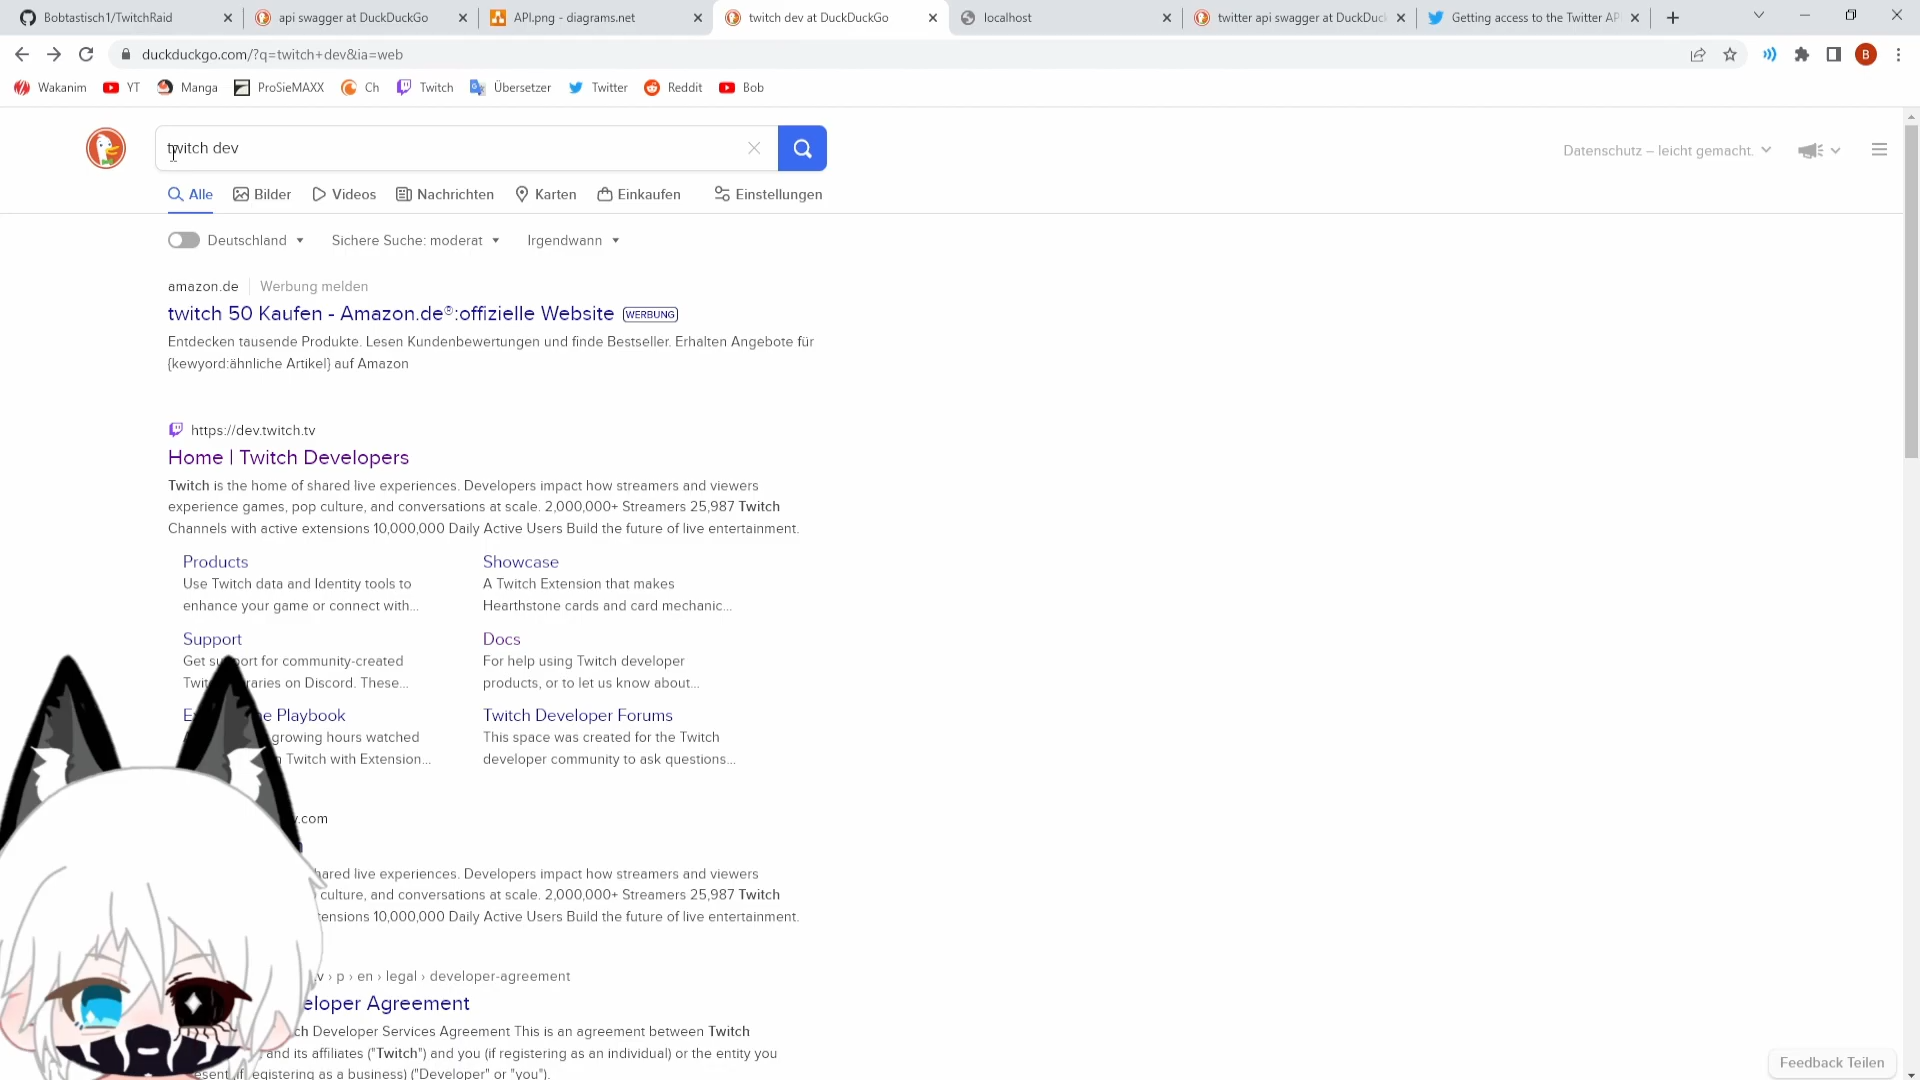 Bobtastisch1/TwitchRaid
api swagger at DuckDuckGo
API.png - diagrams.net
twitch dev at DuckDuckGo
localhost
twitter api swagger at DuckDuc
Getting access to the Twitter AP
duckduckgo.com/?q=twitch+dev&ia=web
B
Wakanim
YT
Manga
ProSieMAXX
Ch
Twitch
Übersetzer
Twitter
Reddit
Bob
twitch dev
Datenschutz – leicht gemacht.
Alle
Bilder
Videos
Nachrichten
Karten
Einkaufen
Einstellungen
Deutschland
Sichere Suche: moderat
Irgendwann
amazon.de
Werbung melden
twitch 50 Kaufen - Amazon.de®:offizielle Website WERBUNG
Entdecken tausende Produkte. Lesen Kundenbewertungen und finde Bestseller. Erhalten Angebote für
{kewyord:ähnliche Artikel} auf Amazon
https://dev.twitch.tv
Home | Twitch Developers
Twitch is the home of shared live experiences. Developers impact how streamers and viewers
experience games, pop culture, and conversations at scale. 2,000,000+ Streamers 25,987 Twitch
Channels with active extensions 10,000,000 Daily Active Users Build the future of live entertainment.
Products
Use Twitch data and Identity tools to
enhance your game or connect with...
Showcase
A Twitch Extension that makes
Hearthstone cards and card mechanic...
Support
Get support for community-created
Twit raries on Discord. These...
Docs
For help using Twitch developer
products, or to let us know about...
Playbook
growing hours watched
Twitch with Extension...
Twitch Developer Forums
This space was created for the Twitch
developer community to ask questions...
.com
hared live experiences. Developers impact how streamers and viewers
culture, and conversations at scale. 2,000,000+ Streamers 25,987 Twitch
tensions 10,000,000 Daily Active Users Build the future of live entertainment.
v › p › en › legal › developer-agreement
eloper Agreement
ch Developer Services Agreement This is an agreement between Twitch
and its affiliates ("Twitch") and you (if registering as an individual) or the entity you
esent (if registering as a business) ("Developer" or "you").
Feedback Teilen